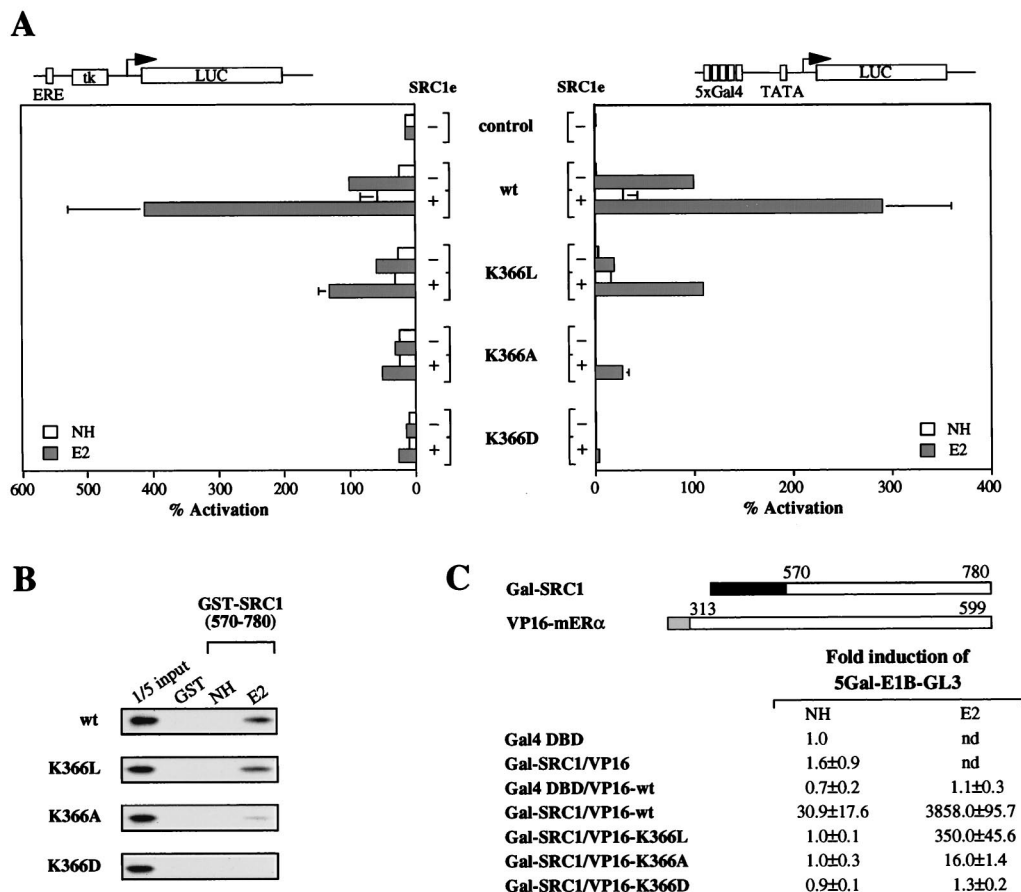 A
ERE tk LUC
SRC1e
5xGal4 TATA LUC
SRC1e
− control −
− wt −
+ +
− K366L −
+ +
− K366A −
+ +
− K366D −
+ +
NH
E2
NH
E2
600 500 400 300 200 100 0
% Activation
0 100 200 300 400
% Activation
B
GST-SRC1
(570-780)
1/5 input GST NH E2
wt
K366L
K366A
K366D
C
570 780
Gal-SRC1
313 599
VP16-mERα
Fold induction of
5Gal-E1B-GL3
NH E2
Gal4 DBD 1.0 nd
Gal-SRC1/VP16 1.6±0.9 nd
Gal4 DBD/VP16-wt 0.7±0.2 1.1±0.3
Gal-SRC1/VP16-wt 30.9±17.6 3858.0±95.7
Gal-SRC1/VP16-K366L 1.0±0.1 350.0±45.6
Gal-SRC1/VP16-K366A 1.0±0.3 16.0±1.4
Gal-SRC1/VP16-K366D 0.9±0.1 1.3±0.2